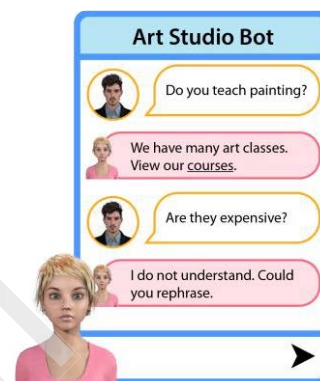 Art Studio Bot
Do you teach painting?
We have many art classes.
View our courses.
Are they expensive?
I do not understand. Could
you rephrase.